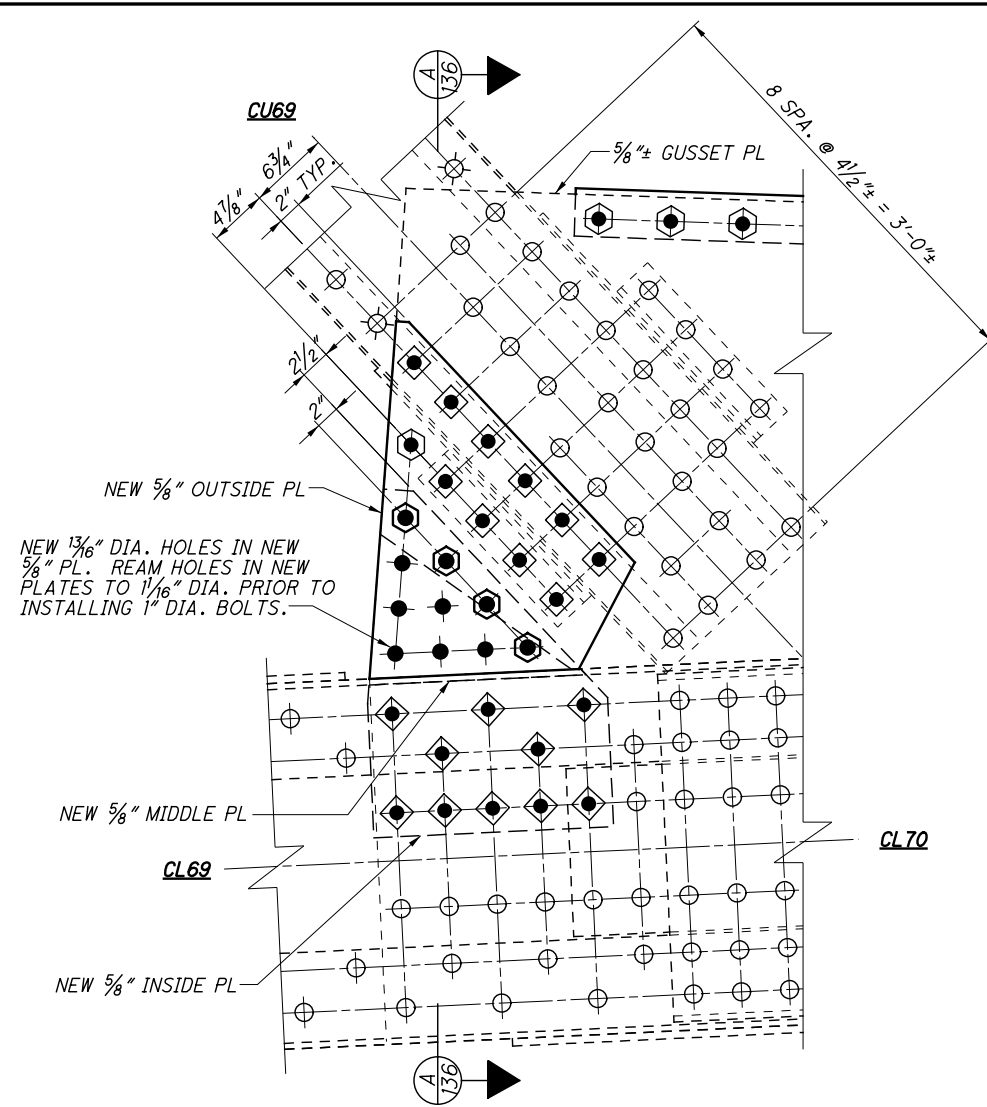 A
136
CU69
8 SPA. @ 4 1/2"± = 3'-0"±
5/8"± GUSSET PL
6 3/4"
2" TYP.
4 7/8"
2 1/2"
2"
NEW 5/8" OUTSIDE PL
NEW 13/16" DIA. HOLES IN NEW
5/8" PL.  REAM HOLES IN NEW
PLATES TO 1 1/16" DIA. PRIOR TO
INSTALLING 1" DIA. BOLTS.
NEW 5/8" MIDDLE PL
CL69
CL70
NEW 5/8" INSIDE PL
A
136